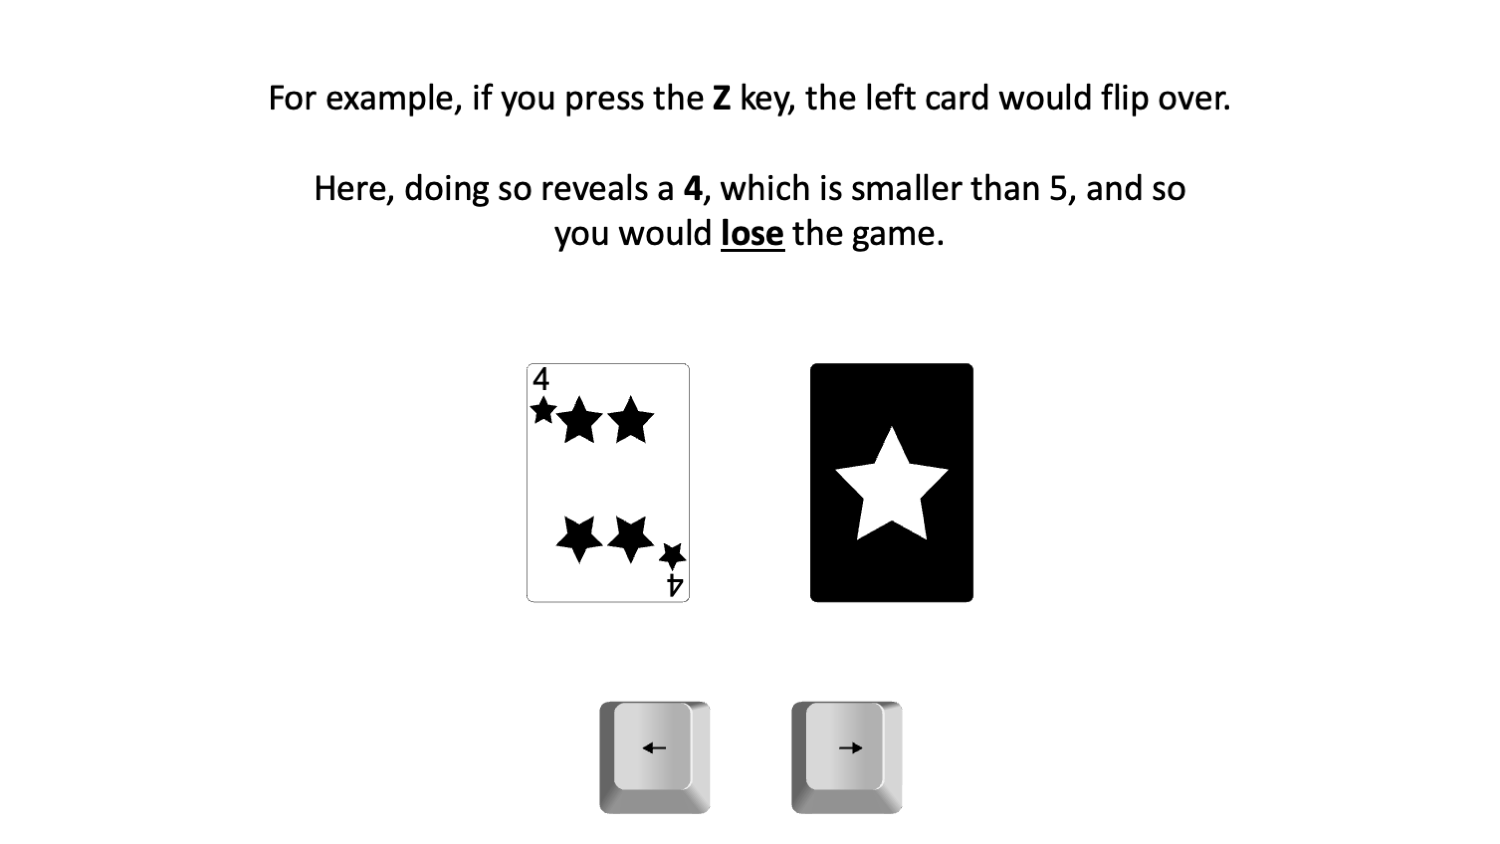 For example, if you press the Z key, the left card would flip over.
Here, doing so reveals a 4, which is smaller than 5, and so
you would lose the game.
4
4
← →